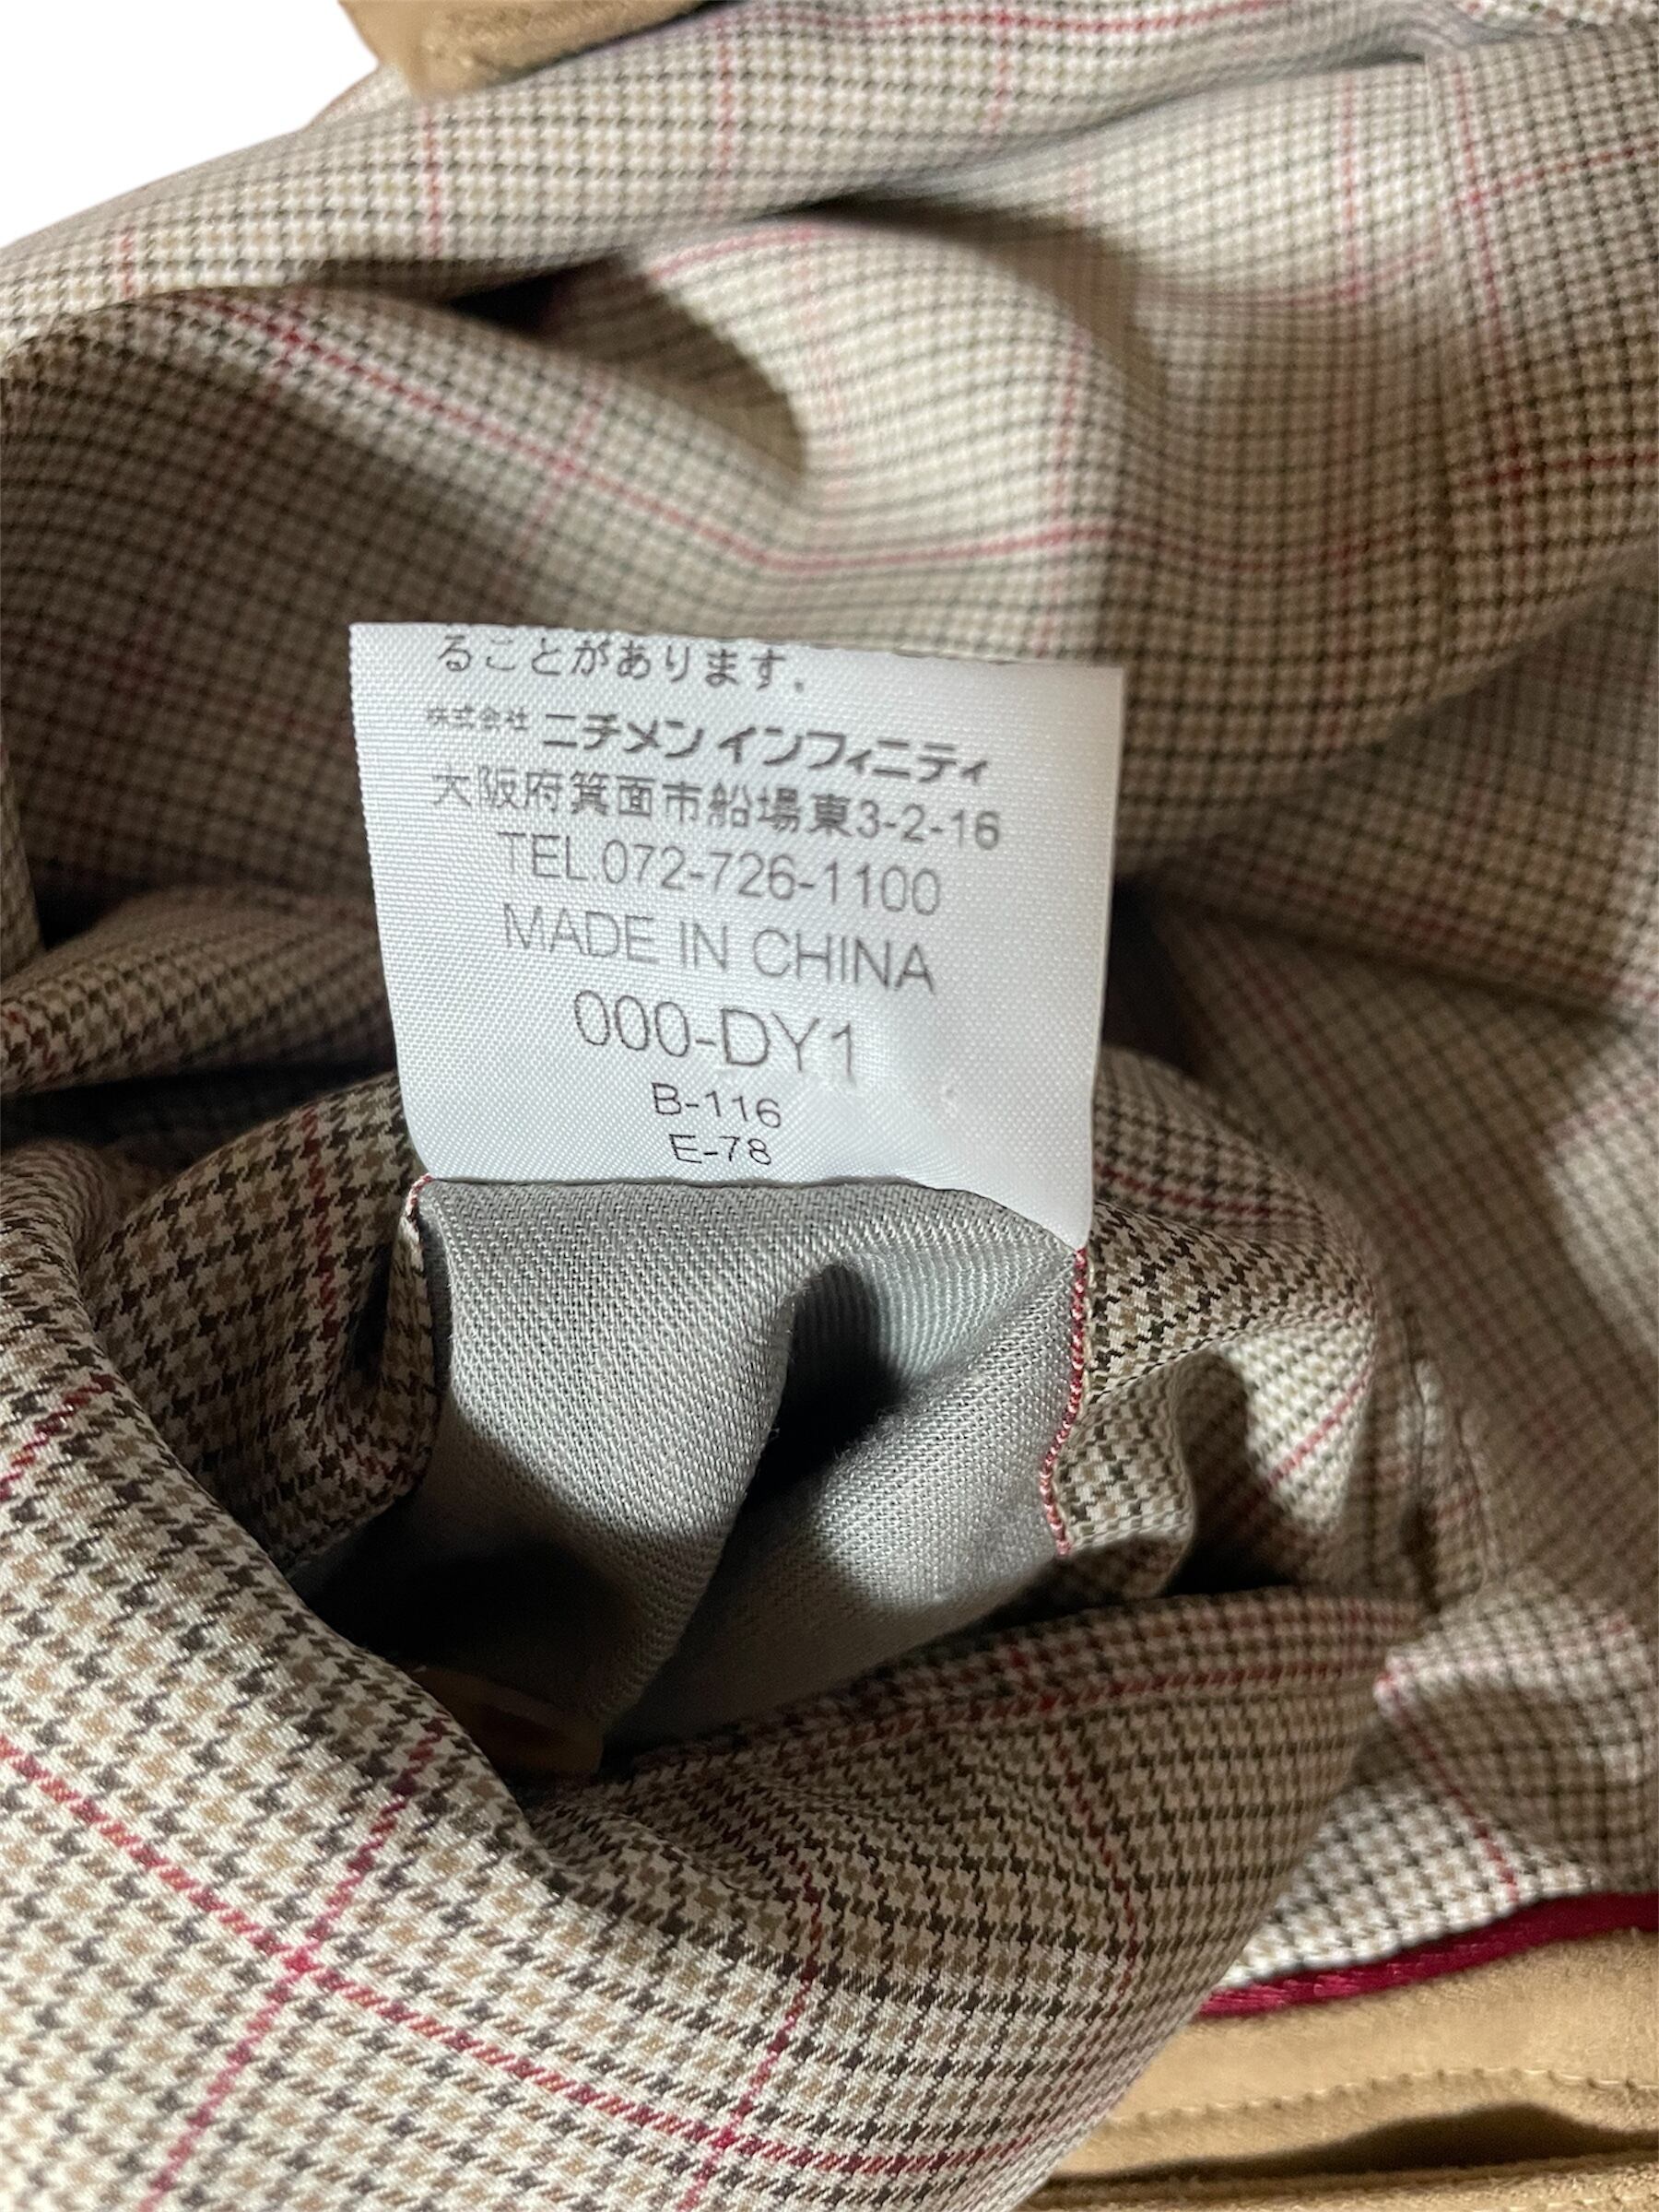 ることがあります。
株式会社 ニチメン インフィニティ
大阪府箕面市船場東3-2-16
TEL.072-726-1100
MADE IN CHINA
000-DY1
B-116
E-78